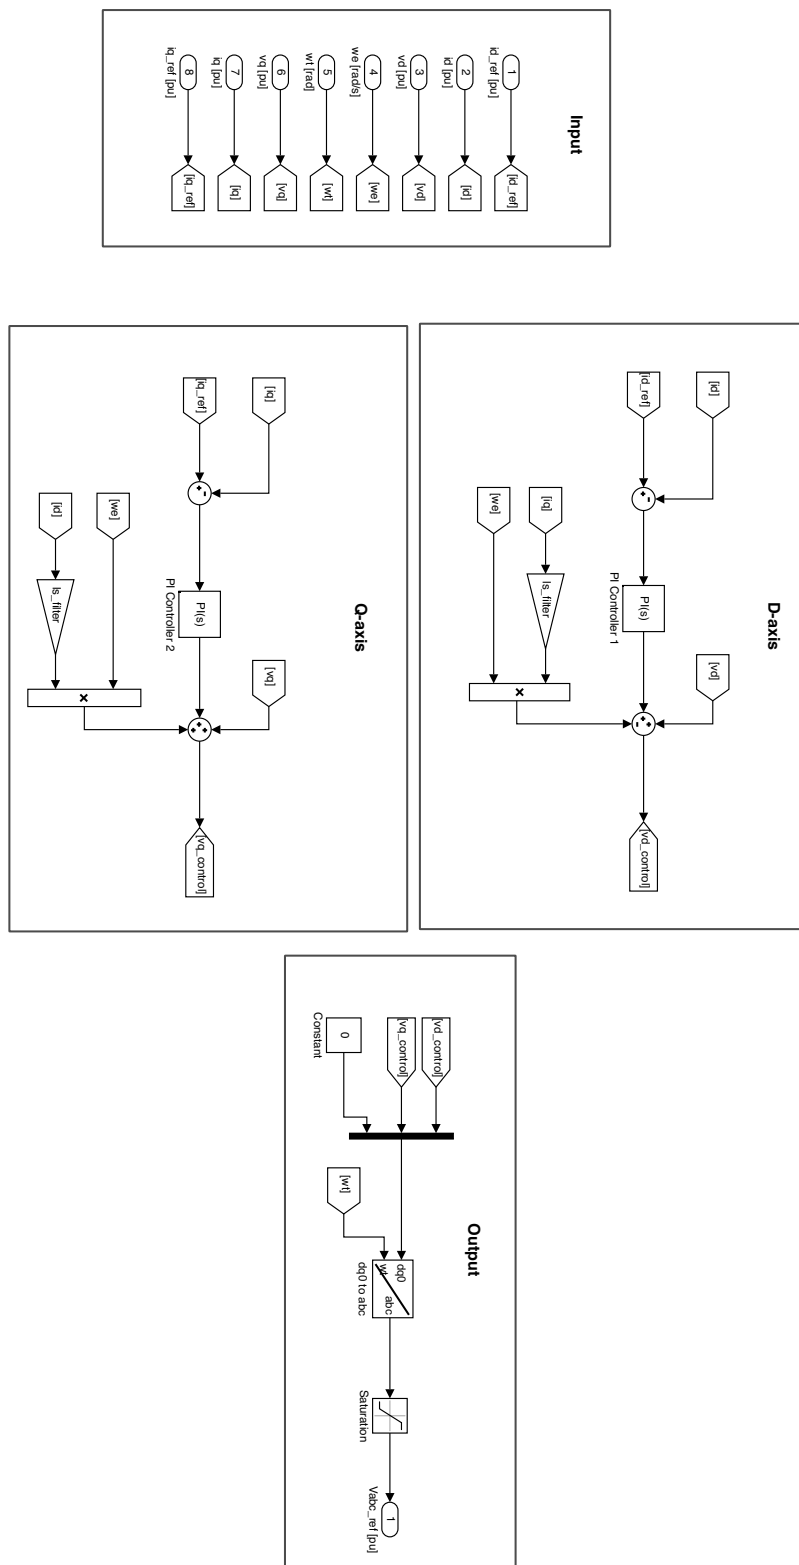 Input
1
id_ref [pu]
[id_ref]
2
id [pu]
[id]
3
vd [pu]
[vd]
4
we [rad/s]
[we]
5
wt [rad]
[wt]
6
vq [pu]
[vq]
7
iq [pu]
[iq]
8
iq_ref [pu]
[iq_ref]
D-axis
[id]
[id_ref]
+
-
PI(s)
PI Controller 1
[vd]
+
+
-
[vd_control]
[iq]
ls_filter
[we]
×
Q-axis
[iq]
[iq_ref]
-
+
PI(s)
PI Controller 2
[vq]
+
+
+
[vq_control]
[we]
[id]
ls_filter
×
Output
[vd_control]
[vq_control]
0
Constant
[wt]
dq0
wt
abc
dq0 to abc
Saturation
1
Vabc_ref [pu]